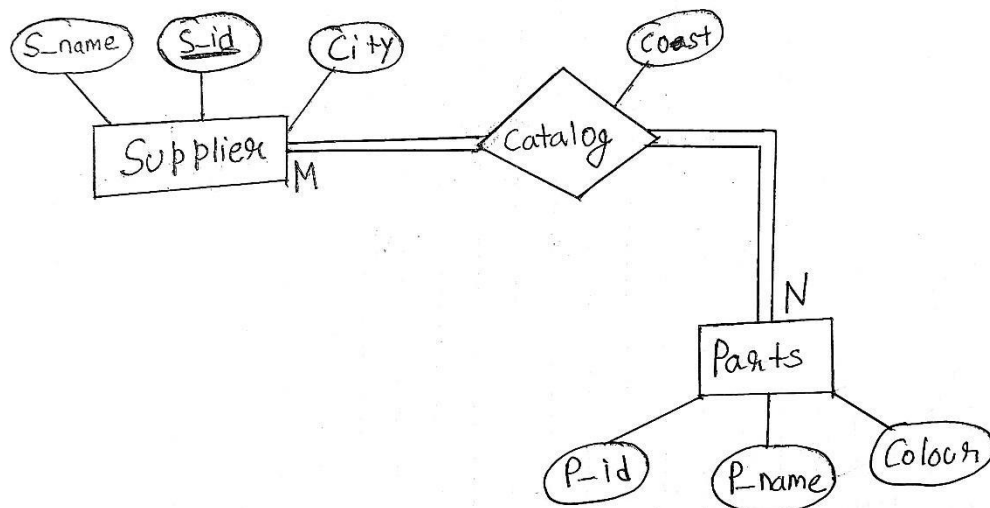 S_name
S_id
City
Coast
Supplier
M
Catalog
N
Parts
P_id
P_name
Colour